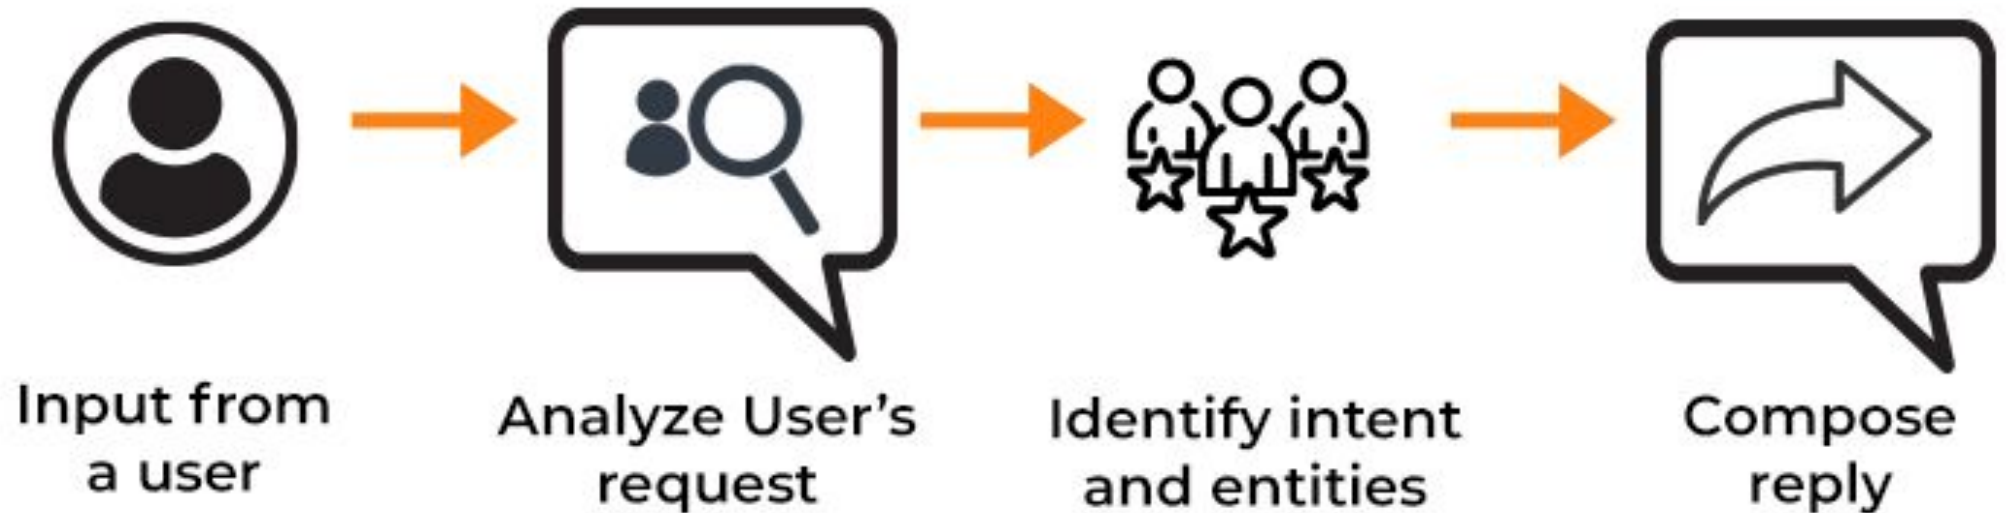 Input from
a user
Analyze User’s
request
Identify intent
and entities
Compose
reply